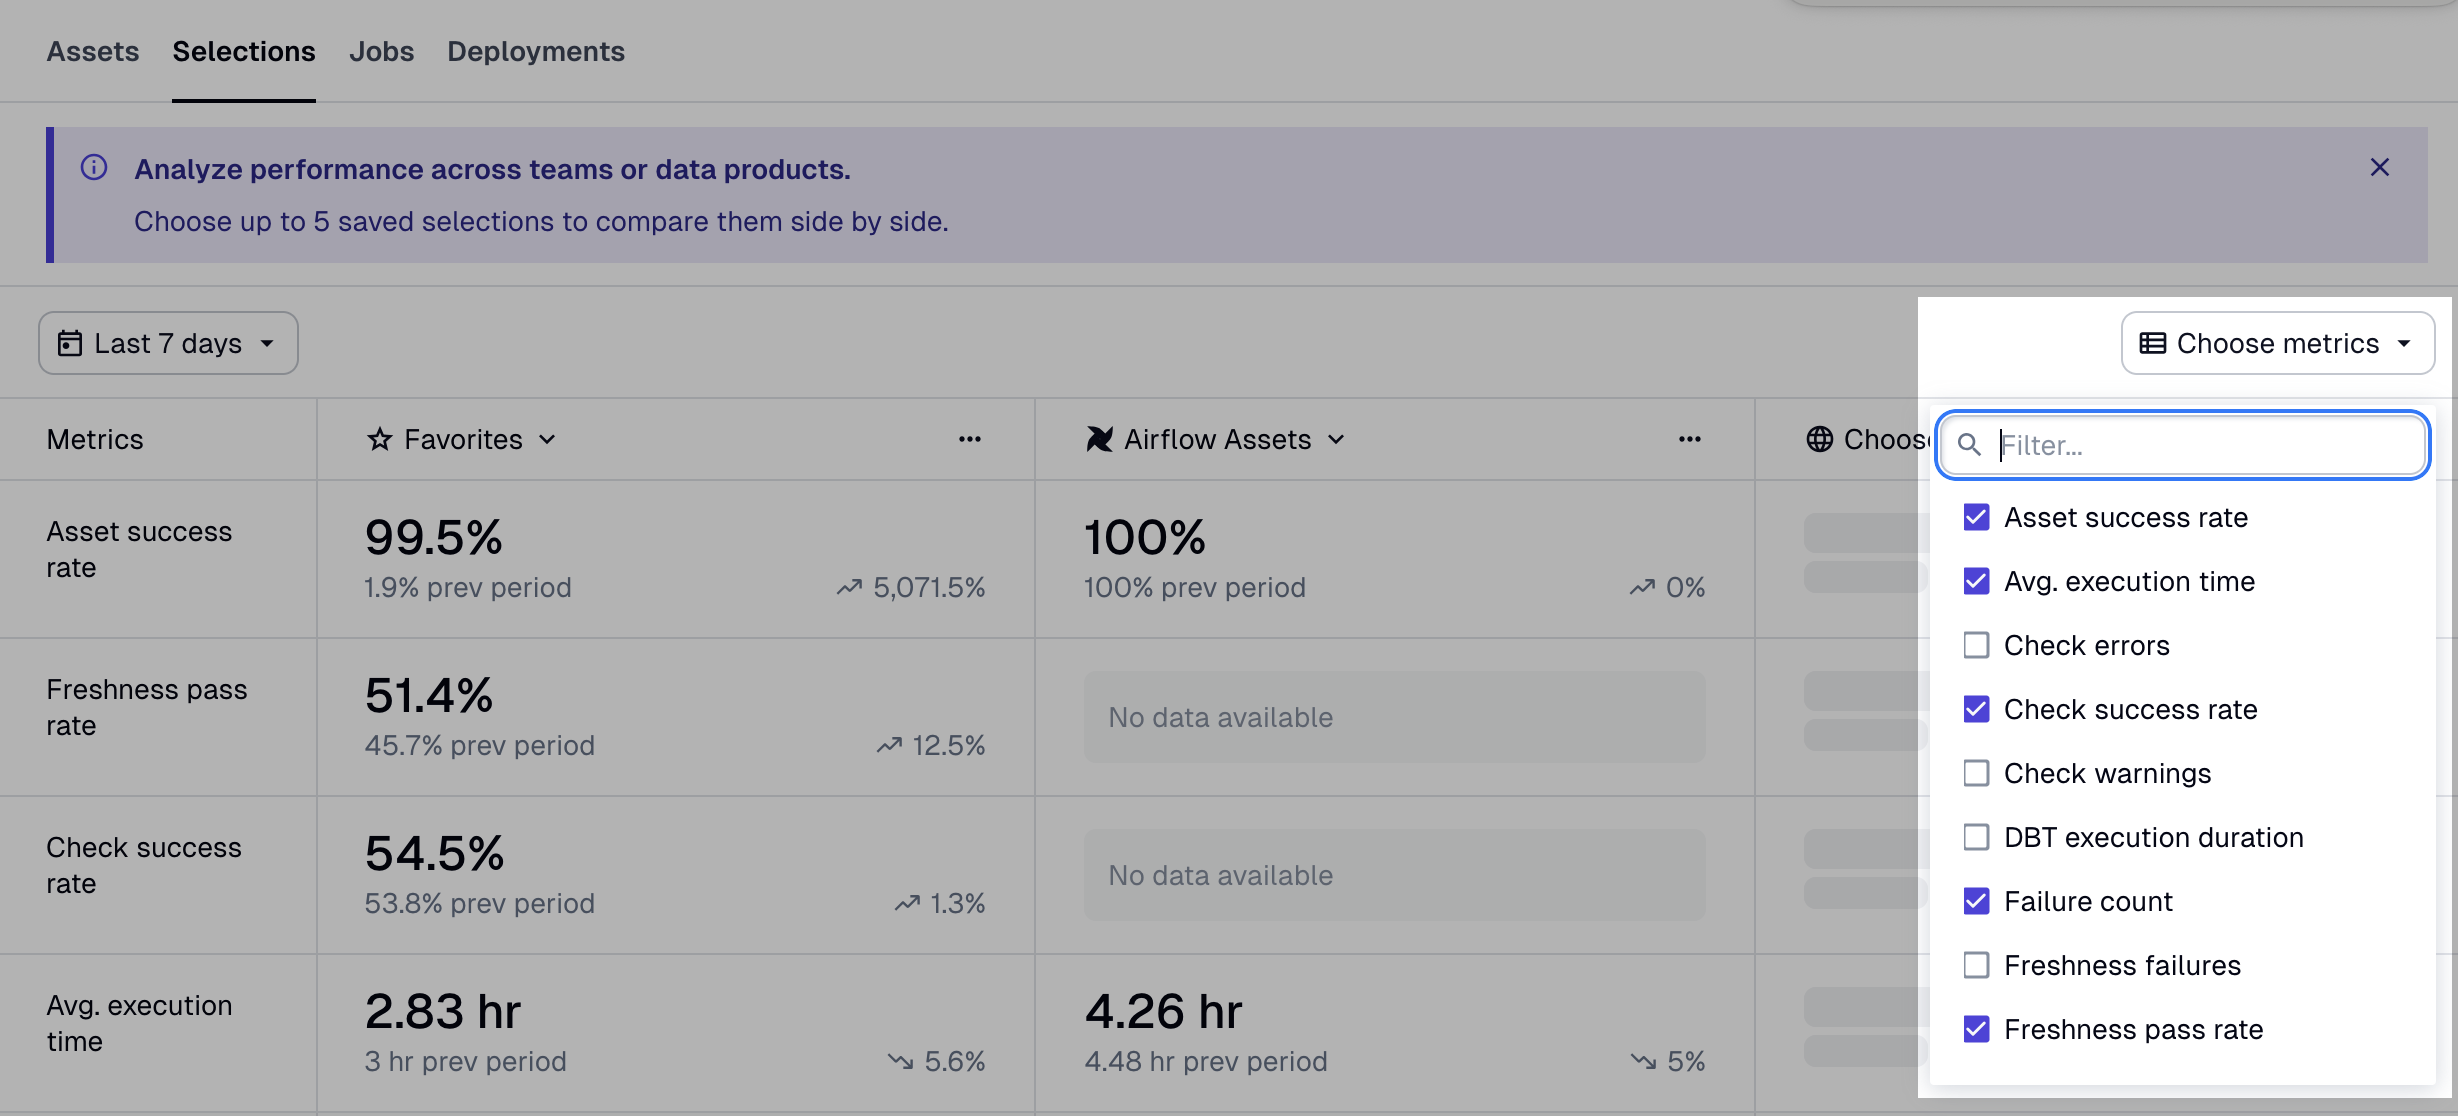 Assets Selections Jobs Deployments
Analyze performance across teams or data products.
Choose up to 5 saved selections to compare them side by side.
Last 7 days
Choose metrics
Metrics
Favorites
Airflow Assets
Filter...
Asset success rate
Avg. execution time
Check errors
Check success rate
Check warnings
DBT execution duration
Failure count
Freshness failures
Freshness pass rate
Asset success
rate
99.5%
1.9% prev period
5,071.5%
100%
100% prev period
0%
Freshness pass
rate
51.4%
45.7% prev period
12.5%
No data available
Check success
rate
54.5%
53.8% prev period
1.3%
No data available
Avg. execution
time
2.83 hr
3 hr prev period
5.6%
4.26 hr
4.48 hr prev period
5%